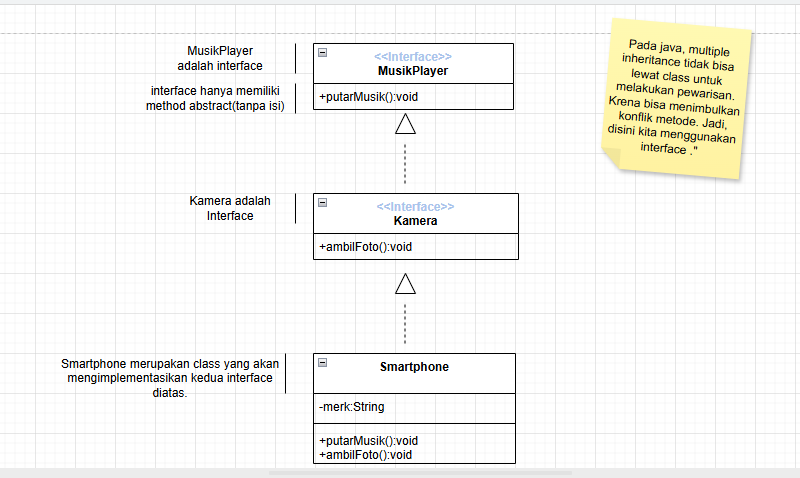 MusikPlayer
adalah interface
interface hanya memiliki
method abstract(tanpa isi)
<<Interface>>
MusikPlayer
+putarMusik():void
Pada java, multiple
inheritance tidak bisa
lewat class untuk
melakukan pewarisan.
Krena bisa menimbulkan
konflik metode. Jadi,
disini kita menggunakan
interface ."
Kamera adalah
Interface
<<Interface>>
Kamera
+ambilFoto():void
Smartphone merupakan class yang akan
mengimplementasikan kedua interface
diatas.
Smartphone
-merk:String
+putarMusik():void
+ambilFoto():void